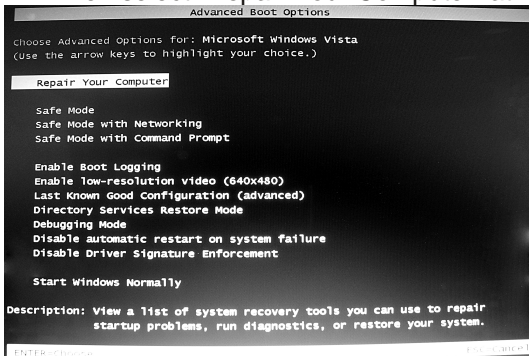 Advanced Boot Options
Choose Advanced Options for: Microsoft Windows Vista
(Use the arrow keys to highlight your choice.)
Repair Your Computer
Safe Mode
Safe Mode with Networking
Safe Mode with Command Prompt
Enable Boot Logging
Enable low-resolution video (640x480)
Last Known Good Configuration (advanced)
Directory Services Restore Mode
Debugging Mode
Disable automatic restart on system failure
Disable Driver Signature Enforcement
Start Windows Normally
Description: View a list of system recovery tools you can use to repair
startup problems, run diagnostics, or restore your system.
ENTER=Choose
ESC=Cancel